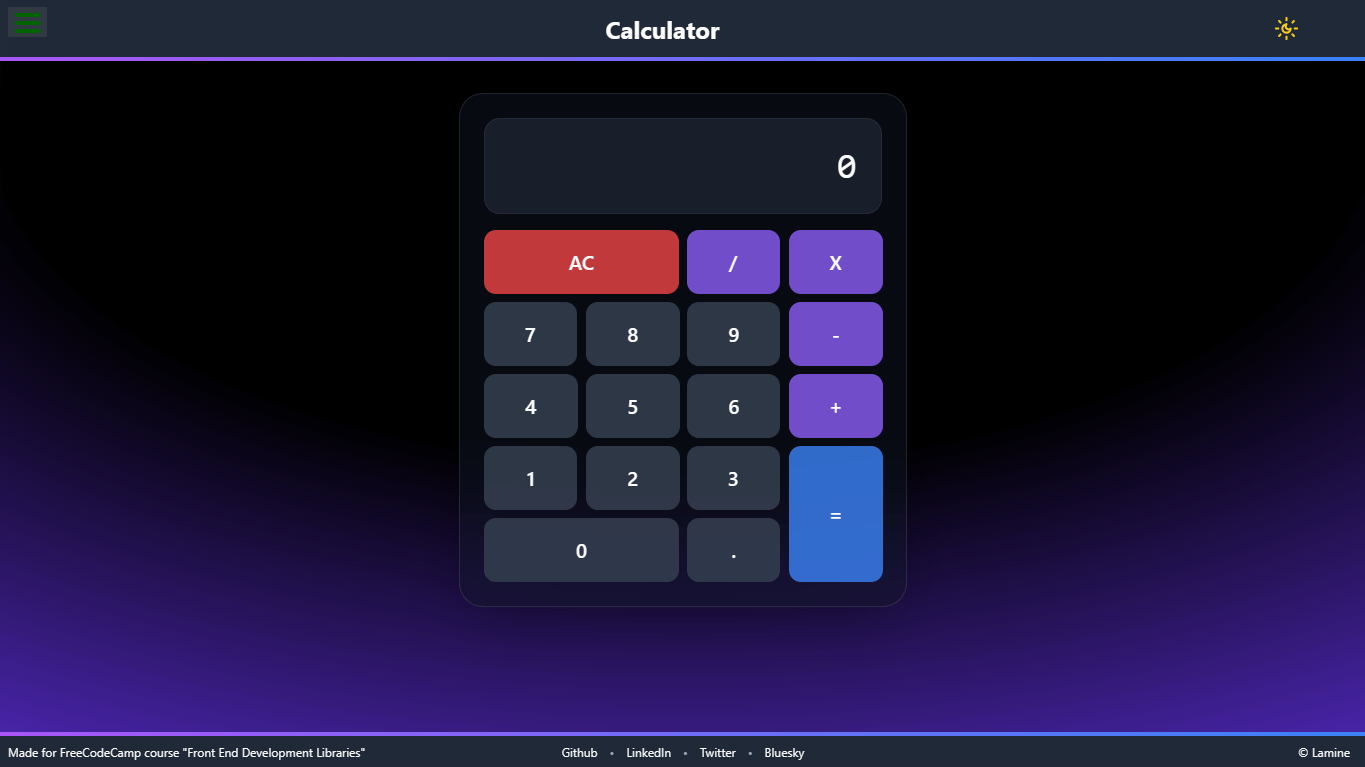 Calculator
0
AC / X
7 8 9 -
4 5 6 +
1 2 3
=
0 .
Made for FreeCodeCamp course "Front End Development Libraries" Github • LinkedIn • Twitter • Bluesky © Lamine